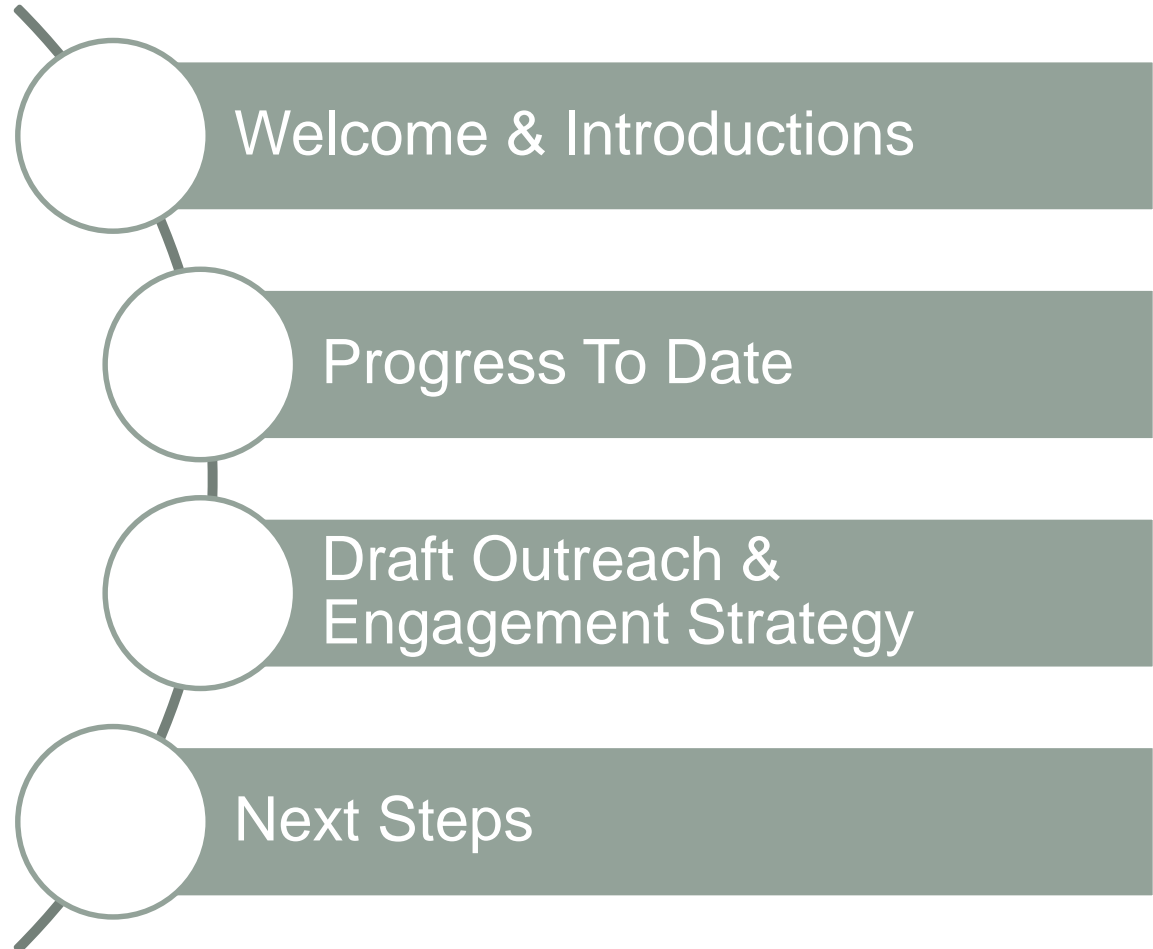 Welcome & Introductions
Progress To Date
Draft Outreach &
Engagement Strategy
Next Steps